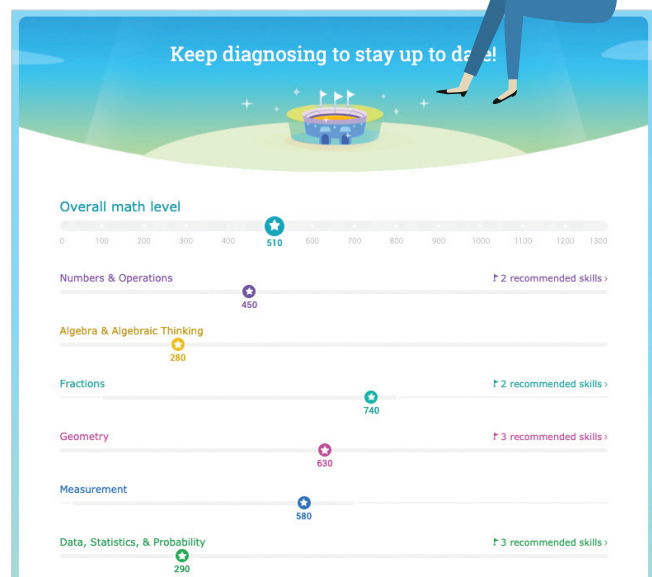 Keep diagnosing to stay up to date!
Overall math level
0 100 200 300 400 510 600 700 800 900 1000 1100 1200 1300
Numbers & Operations 2 recommended skills ›
450
Algebra & Algebraic Thinking
280
Fractions 2 recommended skills ›
740
Geometry 3 recommended skills ›
630
Measurement
580
Data, Statistics, & Probability 3 recommended skills ›
290